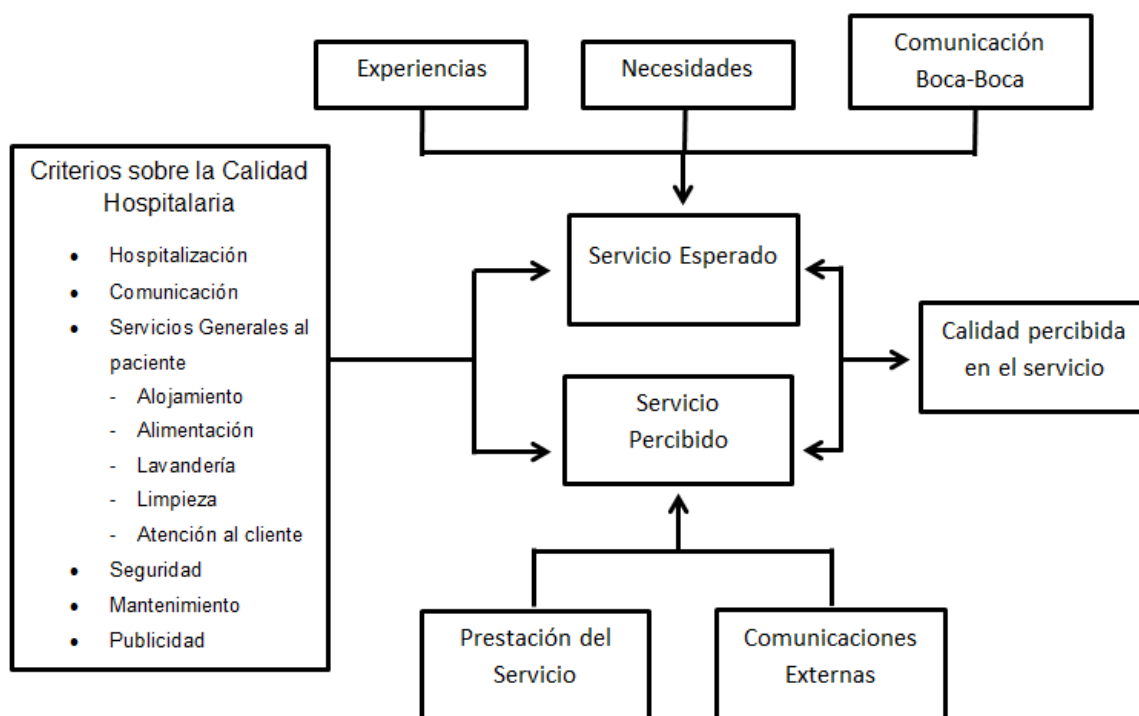 Experiencias
Necesidades
Comunicación
Boca-Boca
Criterios sobre la Calidad
Hospitalaria
• Hospitalización
• Comunicación
• Servicios Generales al
paciente
- Alojamiento
- Alimentación
- Lavandería
- Limpieza
- Atención al cliente
• Seguridad
• Mantenimiento
• Publicidad
Servicio Esperado
Servicio
Percibido
Calidad percibida
en el servicio
Prestación del
Servicio
Comunicaciones
Externas